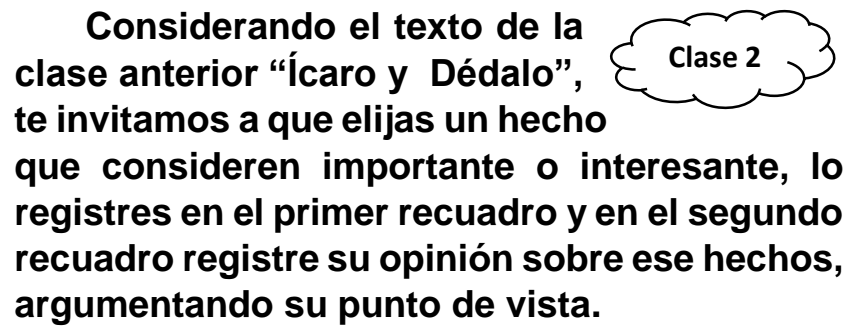 Considerando el texto de la
clase anterior “Ícaro y Dédalo”,
te invitamos a que elijas un hecho
que consideren importante o interesante, lo
registres en el primer recuadro y en el segundo
recuadro registre su opinión sobre ese hechos,
argumentando su punto de vista.
Clase 2